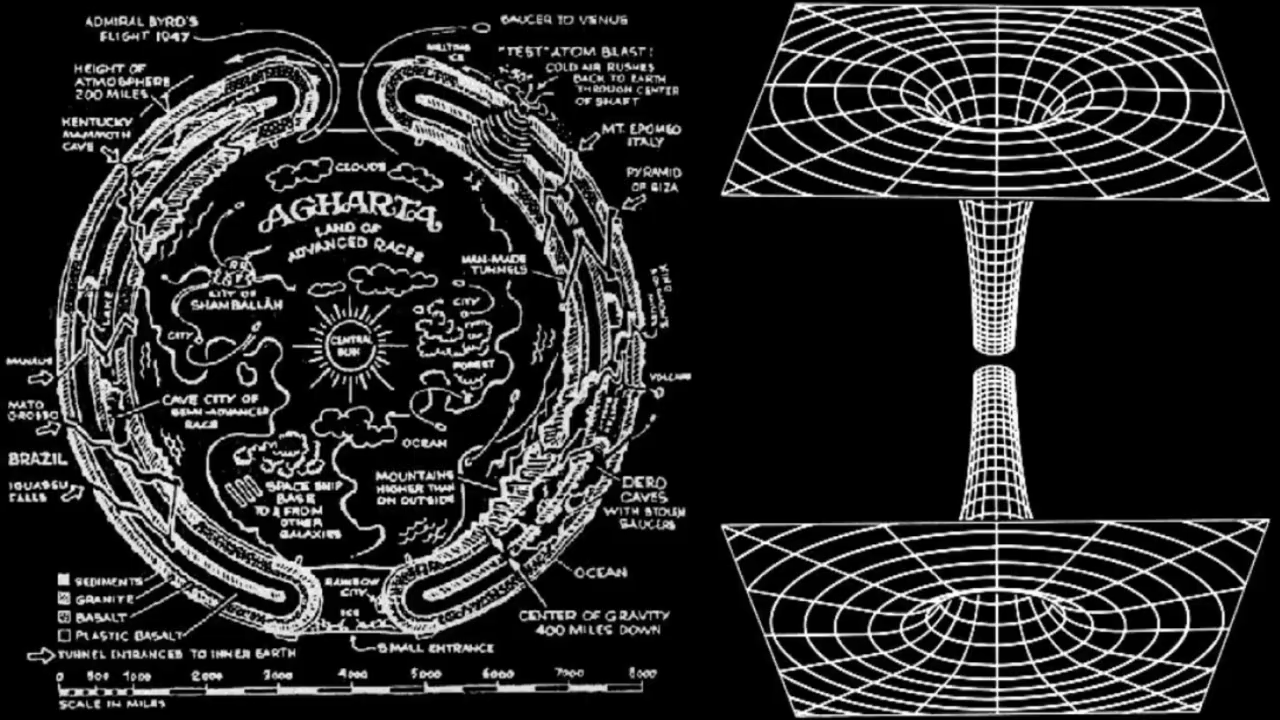 ADMIRAL BYRD'S
FLIGHT 1947
SAUCER TO VENUS
MELTING
ICE
"TEST" ATOM BLAST!
COLD AIR RUSHES
BACK TO EARTH
THROUGH CENTER
OF SHAFT
HEIGHT OF
ATMOSPHERE
200 MILES
KENTUCKY
MAMMOTH
CAVE
MT. EPOMEO
ITALY
PYRAMID
OF GIZA
CLOUDS
AGHARTA
LAND OF
ADVANCED RACES
MAN-MADE
TUNNELS
CITY OF
SHAMBALLAH
LAKE
CITY
CITY
CENTRAL
SUN
FOREST
MANAUS
MATO
GROSSO
BRAZIL
IGUASSU
FALLS
CAVE CITY OF
SEMI-ADVANCED
RACE
OCEAN
SPACE SHIP
BASE
TO & FROM
OTHER
GALAXIES
MOUNTAINS
HIGHER THAN
ON OUTSIDE
DERO
CAVES
WITH STOLEN
SAUCERS
OCEAN
CENTER OF GRAVITY
400 MILES DOWN
RAINBOW
CITY
ICE
SMALL ENTRANCE
SEDIMENTS
GRANITE
BASALT
PLASTIC BASALT
TUNNEL ENTRANCES TO INNER EARTH
0 500 1000 2000 3000 4000 5000 6000 7000 8000
SCALE IN MILES